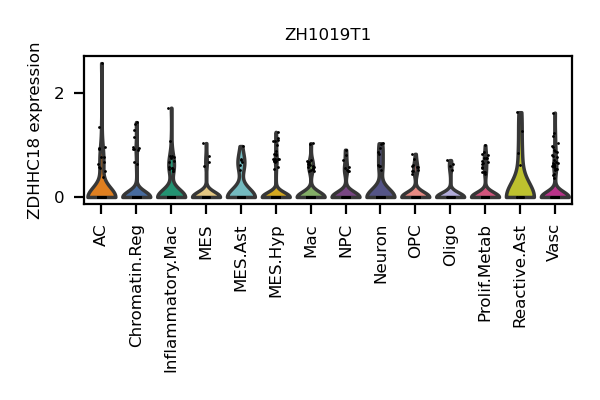 ZH1019T1
ZDHHC18 expression
2
0
AC
Chromatin.Reg
Inflammatory.Mac
MES
MES.Ast
MES.Hyp
Mac
NPC
Neuron
OPC
Oligo
Prolif.Metab
Reactive.Ast
Vasc